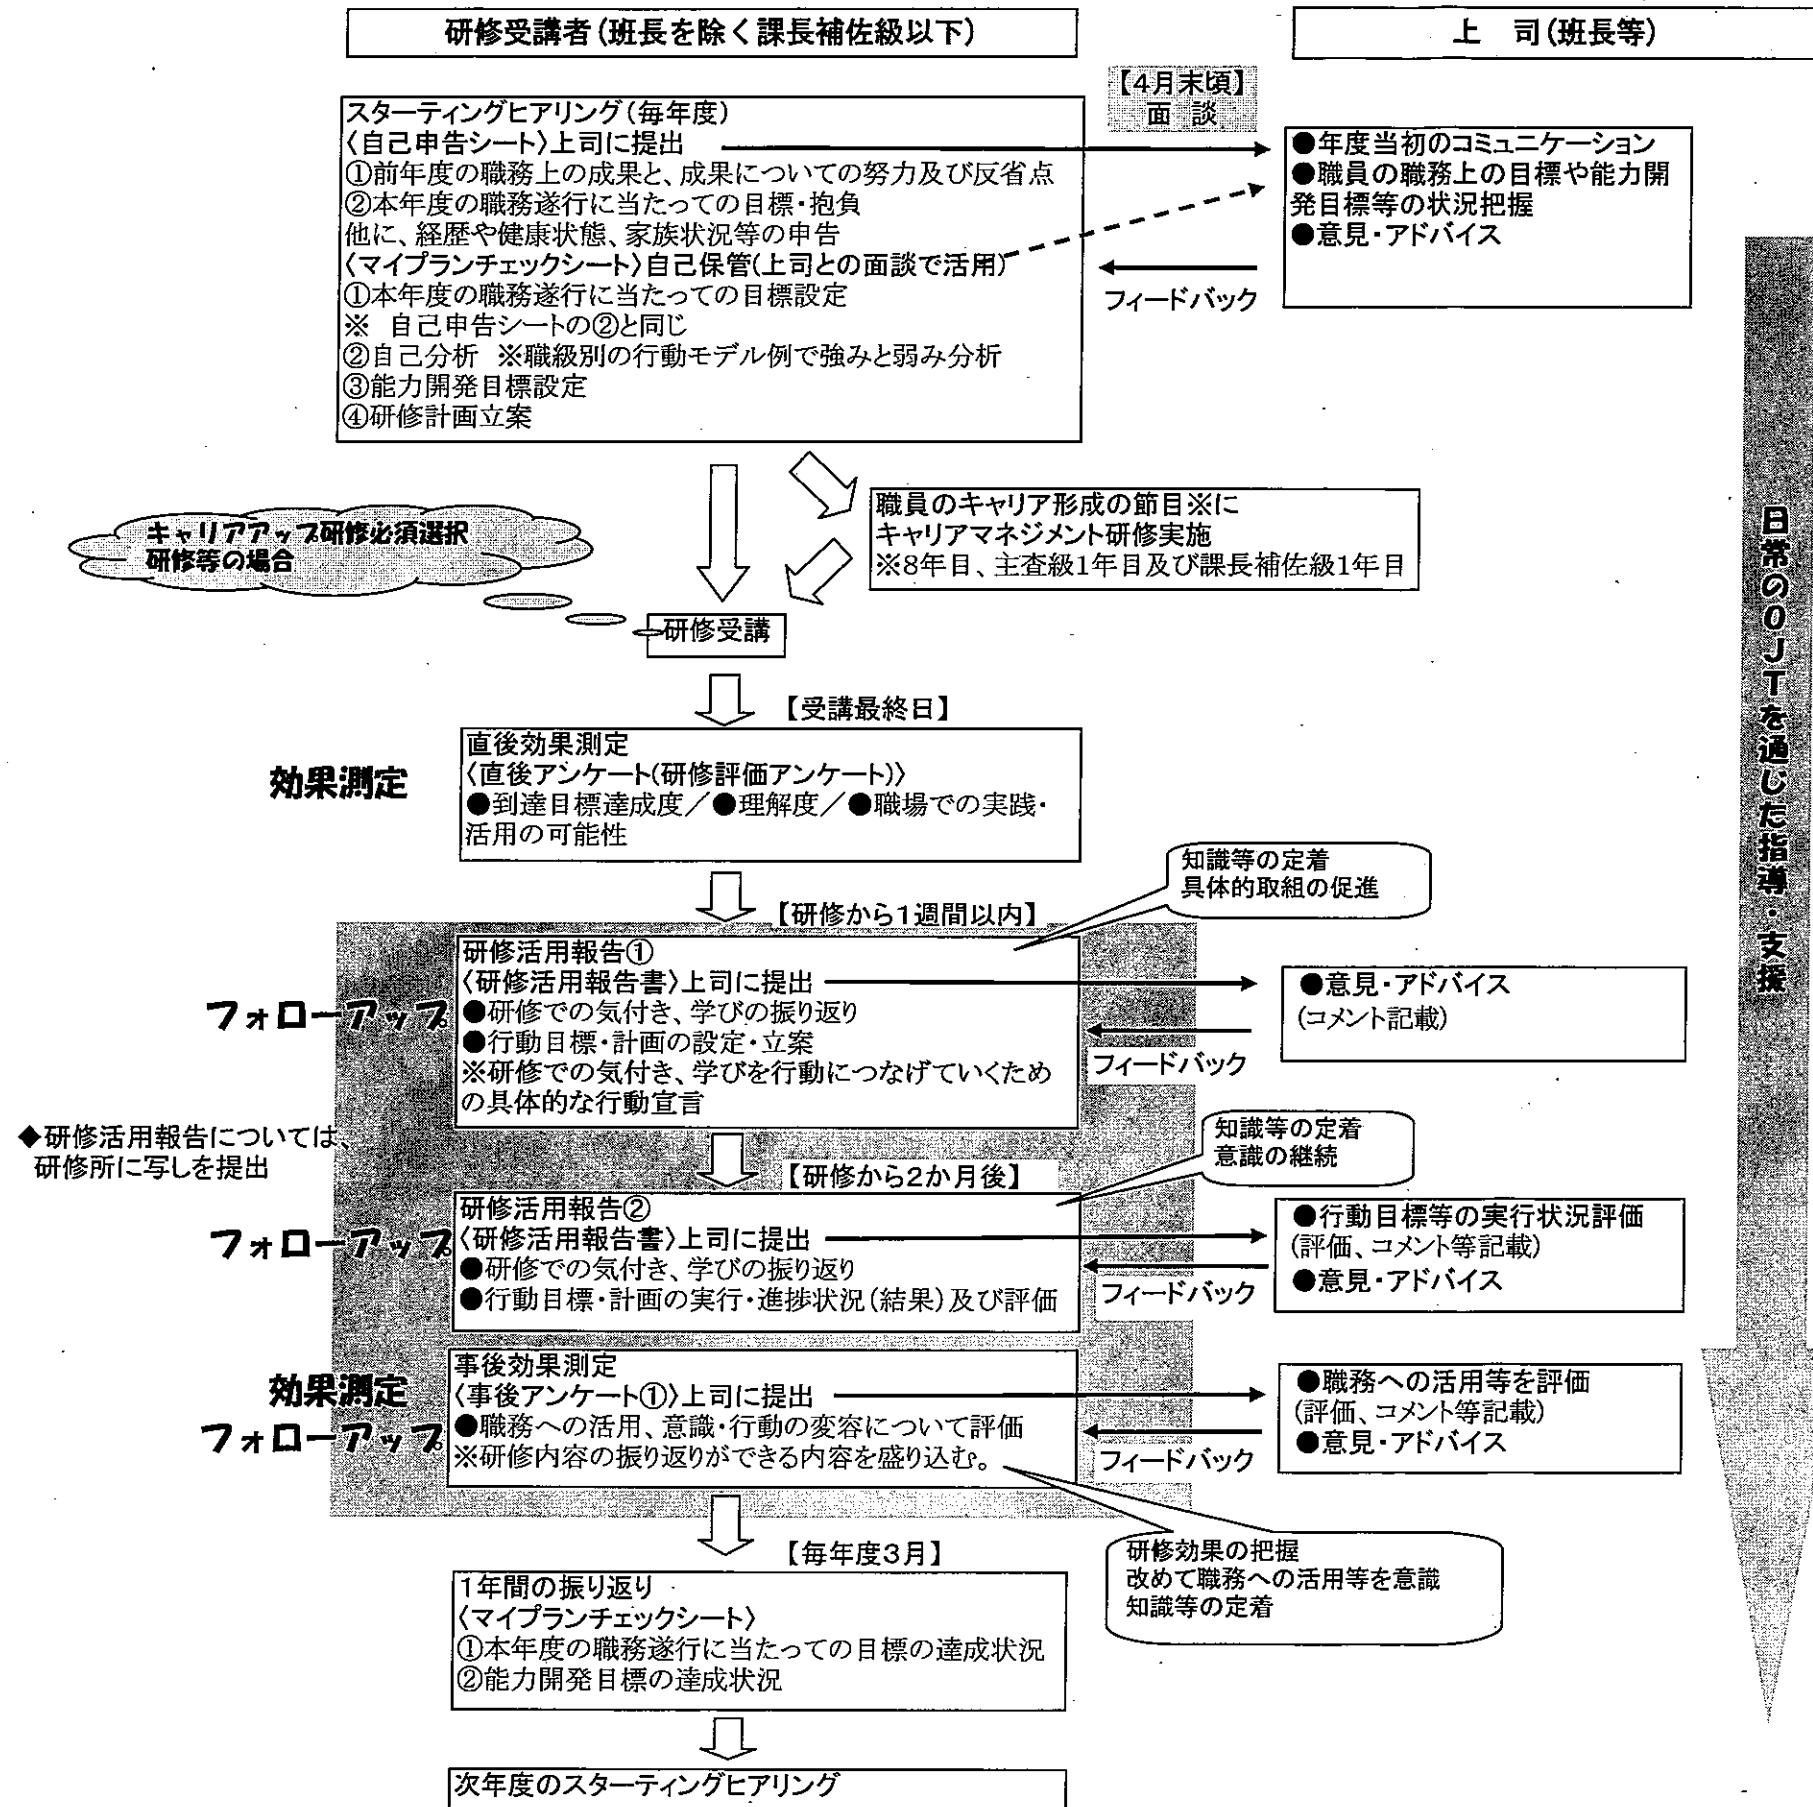 研修受講者(班長を除く課長補佐級以下)
上　司(班長等)
【4月末頃】
面　談
スターティングヒアリング(毎年度)
〈自己申告シート〉上司に提出
①前年度の職務上の成果と、成果についての努力及び反省点
②本年度の職務遂行に当たっての目標・抱負
他に、経歴や健康状態、家族状況等の申告
〈マイプランチェックシート〉自己保管(上司との面談で活用)
①本年度の職務遂行に当たっての目標設定
※　自己申告シートの②と同じ
②自己分析　※職級別の行動モデル例で強みと弱み分析
③能力開発目標設定
④研修計画立案
●年度当初のコミュニケーション
●職員の職務上の目標や能力開
発目標等の状況把握
●意見・アドバイス
フィードバック
日常のOJTを通じた指導・支援
キャリアアップ研修必須選択
研修等の場合
職員のキャリア形成の節目※に
キャリアマネジメント研修実施
※8年目、主査級1年目及び課長補佐級1年目
研修受講
【受講最終日】
効果測定
直後効果測定
〈直後アンケート(研修評価アンケート)〉
●到達目標達成度／●理解度／●職場での実践・
活用の可能性
知識等の定着
具体的取組の促進
【研修から1週間以内】
フォローアップ
研修活用報告①
〈研修活用報告書〉上司に提出
●研修での気付き、学びの振り返り
●行動目標・計画の設定・立案
※研修での気付き、学びを行動につなげていくため
の具体的な行動宣言
●意見・アドバイス
(コメント記載)
フィードバック
◆研修活用報告については、
研修所に写しを提出
知識等の定着
意識の継続
【研修から2か月後】
フォローアップ
研修活用報告②
〈研修活用報告書〉上司に提出
●研修での気付き、学びの振り返り
●行動目標・計画の実行・進捗状況(結果)及び評価
●行動目標等の実行状況評価
(評価、コメント等記載)
●意見・アドバイス
フィードバック
効果測定
フォローアップ
事後効果測定
〈事後アンケート①〉上司に提出
●職務への活用、意識・行動の変容について評価
※研修内容の振り返りができる内容を盛り込む。
●職務への活用等を評価
(評価、コメント等記載)
●意見・アドバイス
フィードバック
研修効果の把握
改めて職務への活用等を意識
知識等の定着
【毎年度3月】
1年間の振り返り
〈マイプランチェックシート〉
①本年度の職務遂行に当たっての目標の達成状況
②能力開発目標の達成状況
次年度のスターティングヒアリング